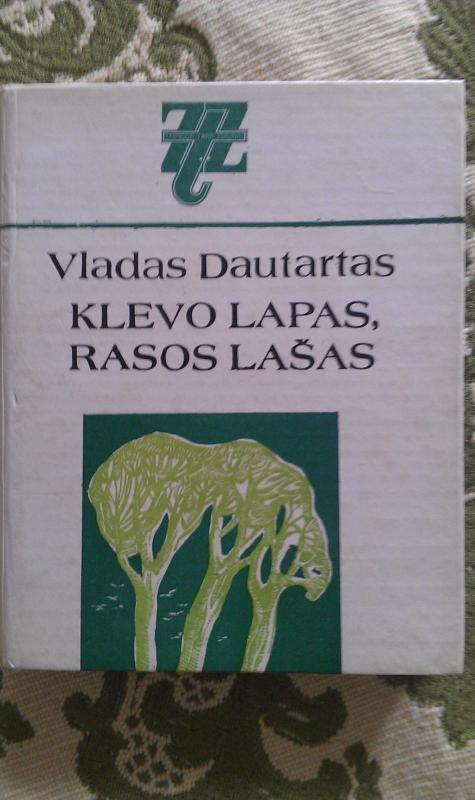 Vladas Dautartas
KLEVO LAPAS,
RASOS LAŠAS